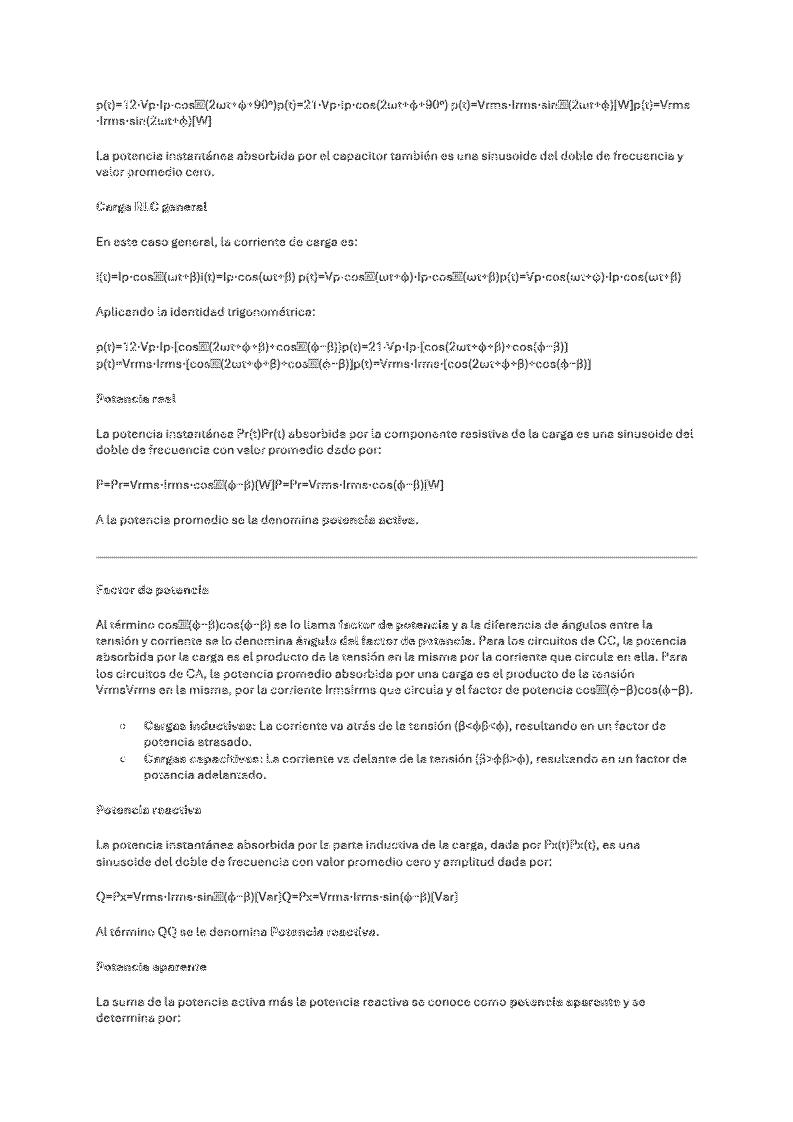 p(t)=12·Vp·Ip·cos⁡(2ωt+ϕ+90º)p(t)=21·Vp·Ip·cos(2ωt+ϕ+90º) p(t)=Vrms·Irms·sin⁡(2ωt+ϕ)[W]p(t)=Vrms
·Irms·sin(2ωt+ϕ)[W]
La potencia instantánea absorbida por el capacitor también es una sinusoide del doble de frecuencia y
valor promedio cero.
Carga RLC general
En este caso general, la corriente de carga es:
i(t)=Ip·cos⁡(ωt+β)i(t)=Ip·cos(ωt+β) p(t)=Vp·cos⁡(ωt+ϕ)·Ip·cos⁡(ωt+β)p(t)=Vp·cos(ωt+ϕ)·Ip·cos(ωt+β)
Aplicando la identidad trigonométrica:
p(t)=12·Vp·Ip·[cos⁡(2ωt+ϕ+β)+cos⁡(ϕ−β)]p(t)=21·Vp·Ip·[cos(2ωt+ϕ+β)+cos(ϕ−β)]
p(t)=Vrms·Irms·[cos⁡(2ωt+ϕ+β)+cos⁡(ϕ−β)]p(t)=Vrms·Irms·[cos(2ωt+ϕ+β)+cos(ϕ−β)]
Potencia real
La potencia instantánea Pr(t)Pr(t) absorbida por la componente resistiva de la carga es una sinusoide del
doble de frecuencia con valor promedio dado por:
P=Pr=Vrms·Irms·cos⁡(ϕ−β)[W]P=Pr=Vrms·Irms·cos(ϕ−β)[W]
A la potencia promedio se la denomina potencia activa.
Factor de potencia
Al término cos⁡(ϕ−β)cos(ϕ−β) se lo llama factor de potencia y a la diferencia de ángulos entre la
tensión y corriente se lo denomina ángulo del factor de potencia. Para los circuitos de CC, la potencia
absorbida por la carga es el producto de la tensión en la misma por la corriente que circula en ella. Para
los circuitos de CA, la potencia promedio absorbida por una carga es el producto de la tensión
VrmsVrms en la misma, por la corriente IrmsIrms que circula y el factor de potencia cos⁡(ϕ−β)cos(ϕ−β).
o Cargas inductivas: La corriente va atrás de la tensión (β<ϕβ<ϕ), resultando en un factor de
potencia atrasado.
o Cargas capacitivas: La corriente va delante de la tensión (β>ϕβ>ϕ), resultando en un factor de
potencia adelantado.
Potencia reactiva
La potencia instantánea absorbida por la parte inductiva de la carga, dada por Px(t)Px(t), es una
sinusoide del doble de frecuencia con valor promedio cero y amplitud dada por:
Q=Px=Vrms·Irms·sin⁡(ϕ−β)[Var]Q=Px=Vrms·Irms·sin(ϕ−β)[Var]
Al término QQ se le denomina Potencia reactiva.
Potencia aparente
La suma de la potencia activa más la potencia reactiva se conoce como potencia aparente y se
determina por: